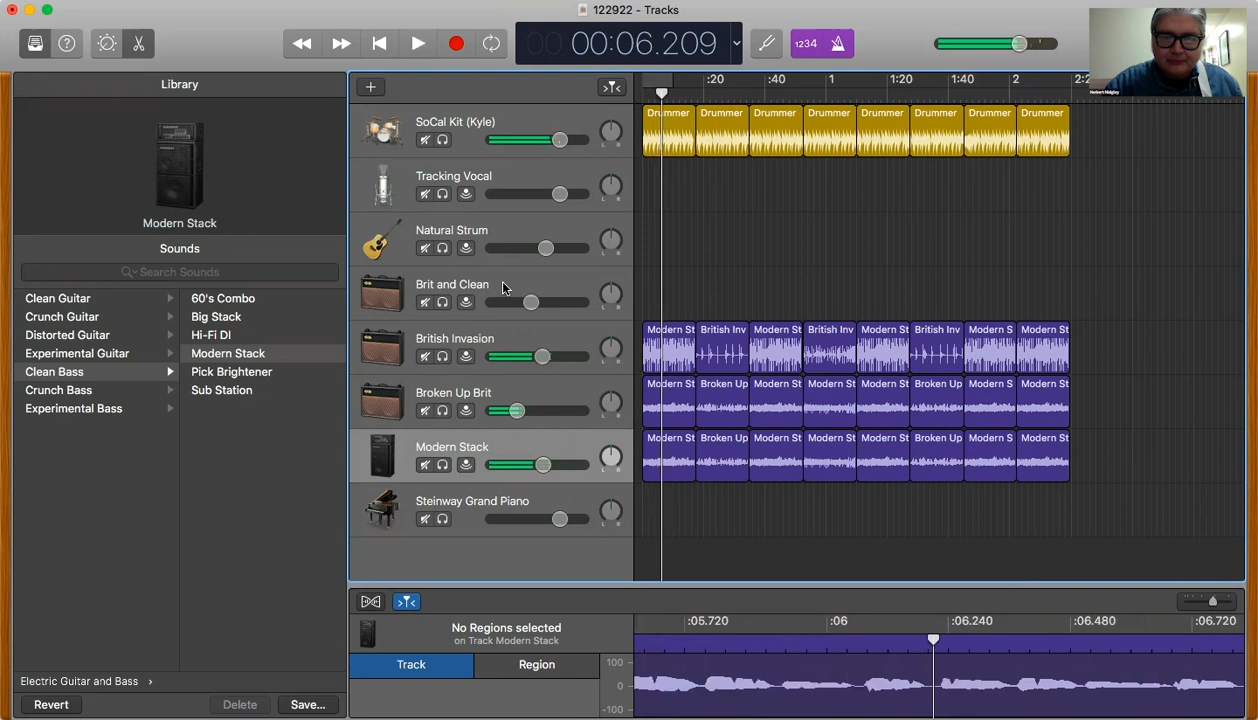 122922 - Tracks
00:06.209
1234
Herbert Midgley
Library
Modern Stack
Sounds
Search Sounds
Clean Guitar
Crunch Guitar
Distorted Guitar
Experimental Guitar
Clean Bass
Crunch Bass
Experimental Bass
60's Combo
Big Stack
Hi-Fi DI
Modern Stack
Pick Brightener
Sub Station
Electric Guitar and Bass
Revert
Delete
Save...
:20 :40 1 1:20 1:40 2 2:2
SoCal Kit (Kyle)
L R
Drummer Drummer Drummer Drummer Drummer Drummer Drummer Drummer
Tracking Vocal
L R
Natural Strum
L R
Brit and Clean
L R
British Invasion
L R
Modern St British Inv Modern St British Inv Modern St British Inv Modern S Modern St
Broken Up Brit
L R
Modern St Broken Up Modern St Modern St Modern St Broken Up Modern S Modern St
Modern Stack
L R
Modern St Broken Up Modern St Modern St Modern St Broken Up Modern S Modern St
Steinway Grand Piano
L R
No Regions selected
on Track Modern Stack
Track
Region
:05.720 :06 :06.240 :06.480 :06.720
100
0
-100